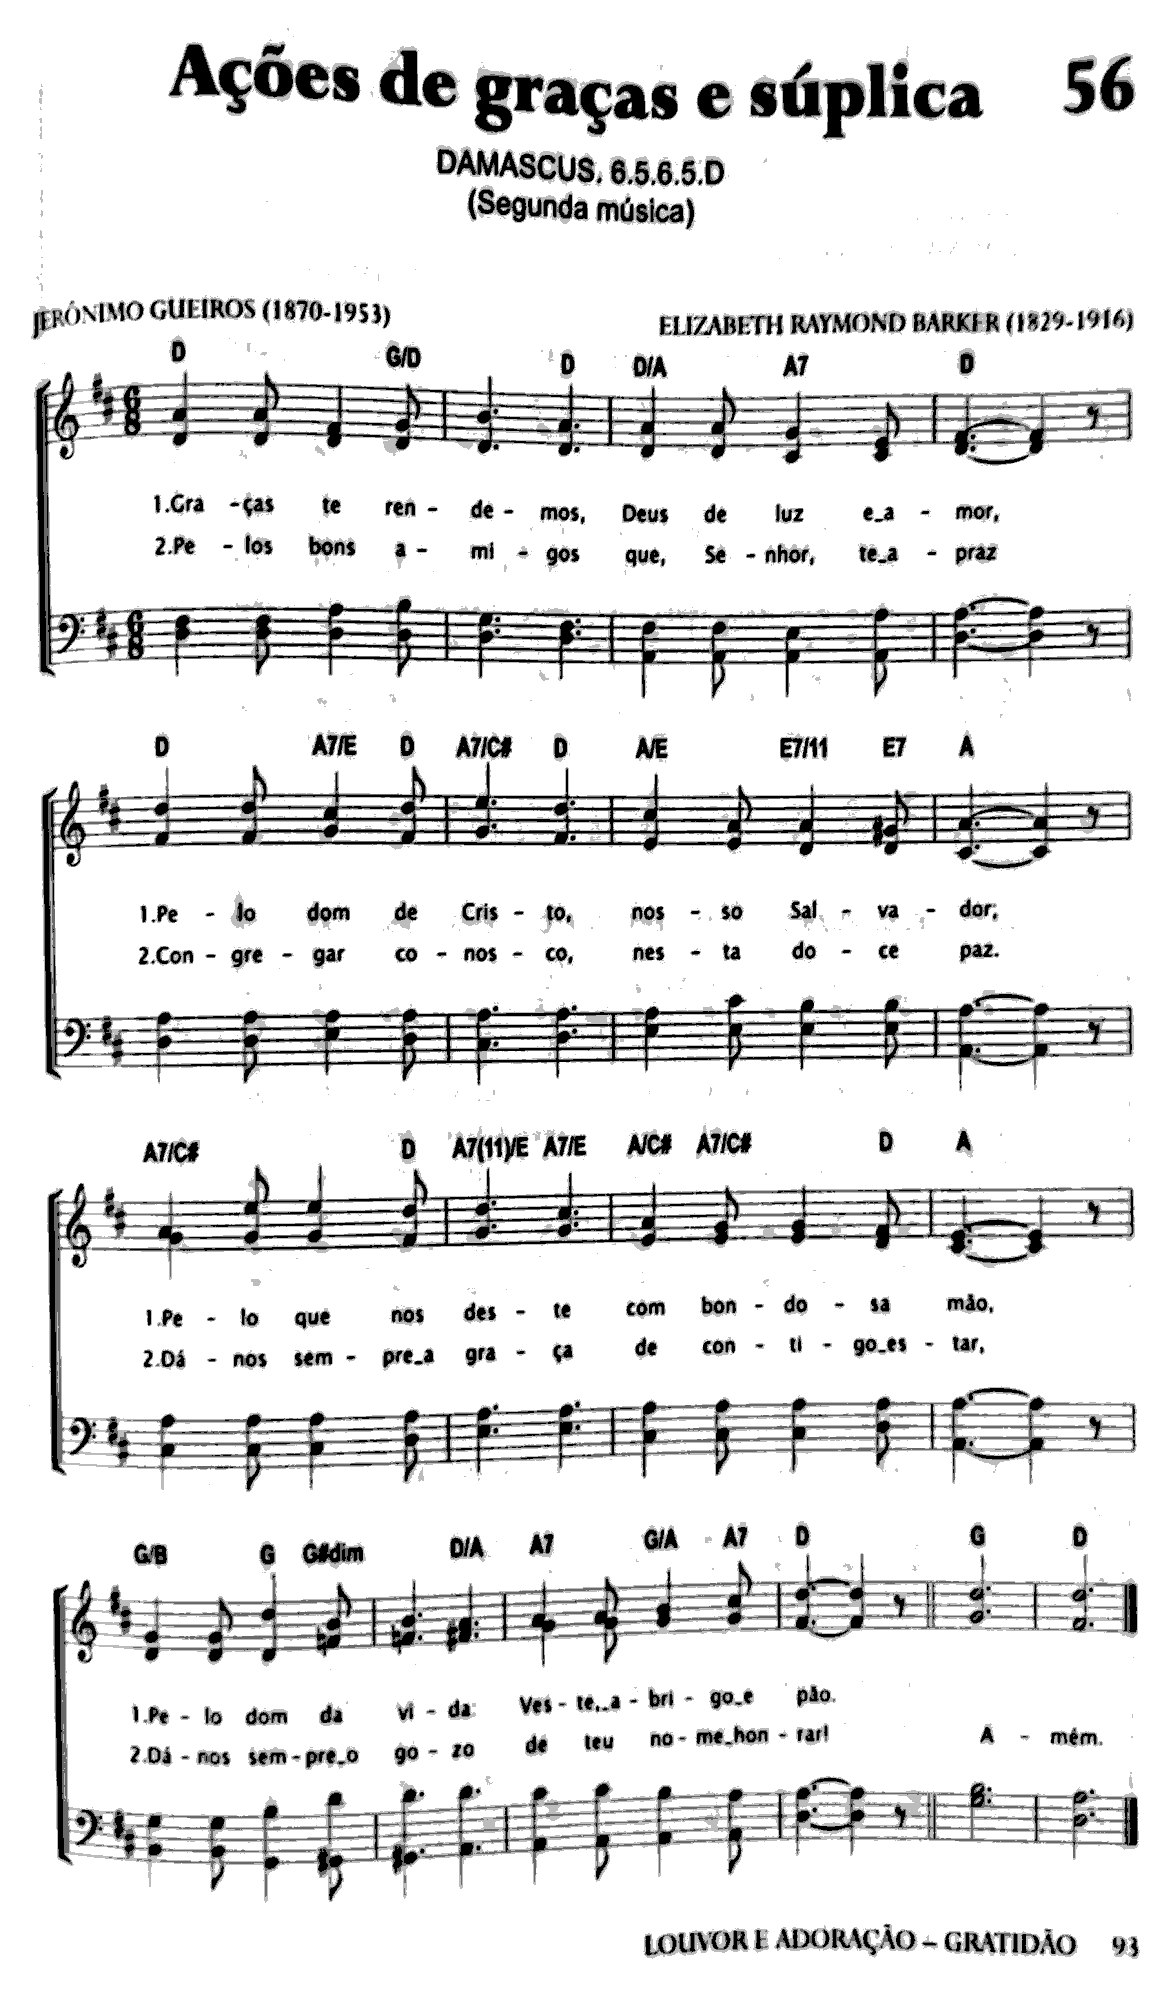 Ações de graças e súplica 56
DAMASCUS. 6.5.6.5.D
(Segunda música)
JERÔNIMO GUEIROS (1870-1953)
ELIZABETH RAYMOND BARKER (1829-1916)
D G/D D D/A A7 D
1.Gra - ças te ren - de - mos, Deus de luz e_a - mor,
2.Pe - los bons a - mi - gos que, Se - nhor, te_a - praz
D A7/E D A7/C# D A/E E7/11 E7 A
1.Pe - lo dom de Cris - to, nos - so Sal - va - dor;
2.Con - gre - gar co - nos - co, nes - ta do - ce paz.
A7/C# D A7(11)/E A7/E A/C# A7/C# D A
1.Pe - lo que nos des - te com bon - do - sa mão,
2.Dá - nos sem - pre_a gra - ça de con - ti - go_es - tar,
G/B G G#dim D/A A7 G/A A7 D G D
1.Pe - lo dom da vi - da: Ves - te,_a - bri - go_e pão.
2.Dá - nos sem - pre_o go - zo de teu no - me_hon - rar! A - mém.
LOUVOR E ADORAÇÃO – GRATIDÃO 93